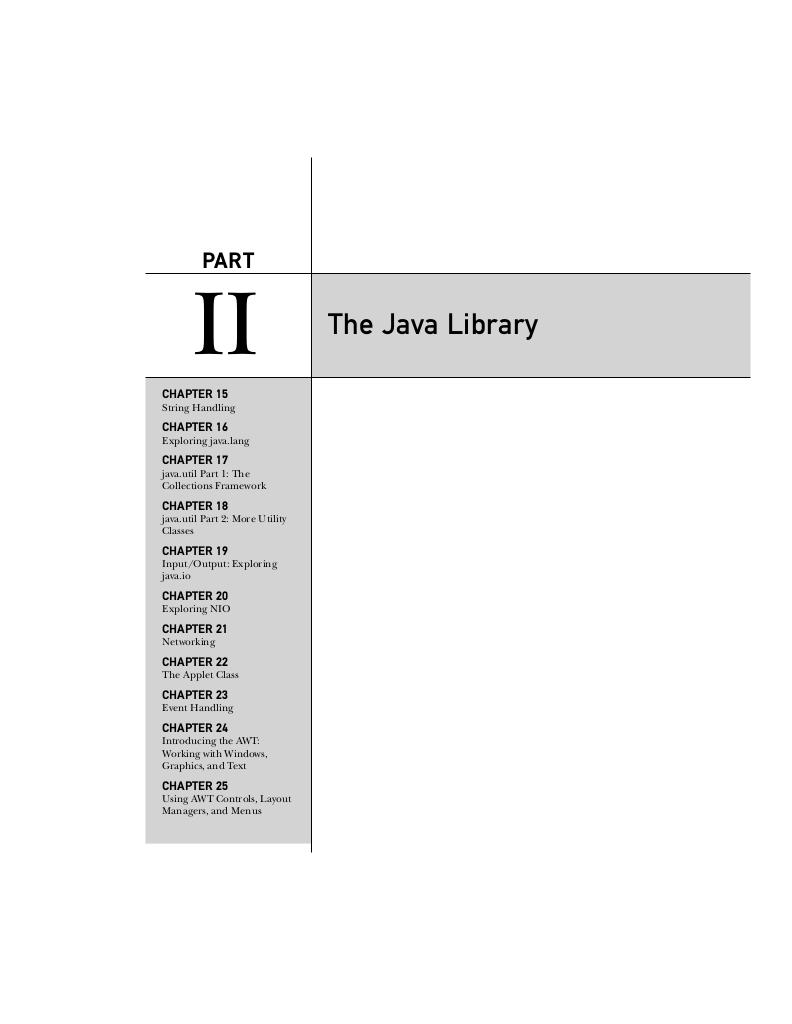 PART
II
The Java Library
CHAPTER 15
String Handling
CHAPTER 16
Exploring java.lang
CHAPTER 17
java.util Part 1: The
Collections Framework
CHAPTER 18
java.util Part 2: More Utility
Classes
CHAPTER 19
Input/Output: Exploring
java.io
CHAPTER 20
Exploring NIO
CHAPTER 21
Networking
CHAPTER 22
The Applet Class
CHAPTER 23
Event Handling
CHAPTER 24
Introducing the AWT:
Working with Windows,
Graphics, and Text
CHAPTER 25
Using AWT Controls, Layout
Managers, and Menus